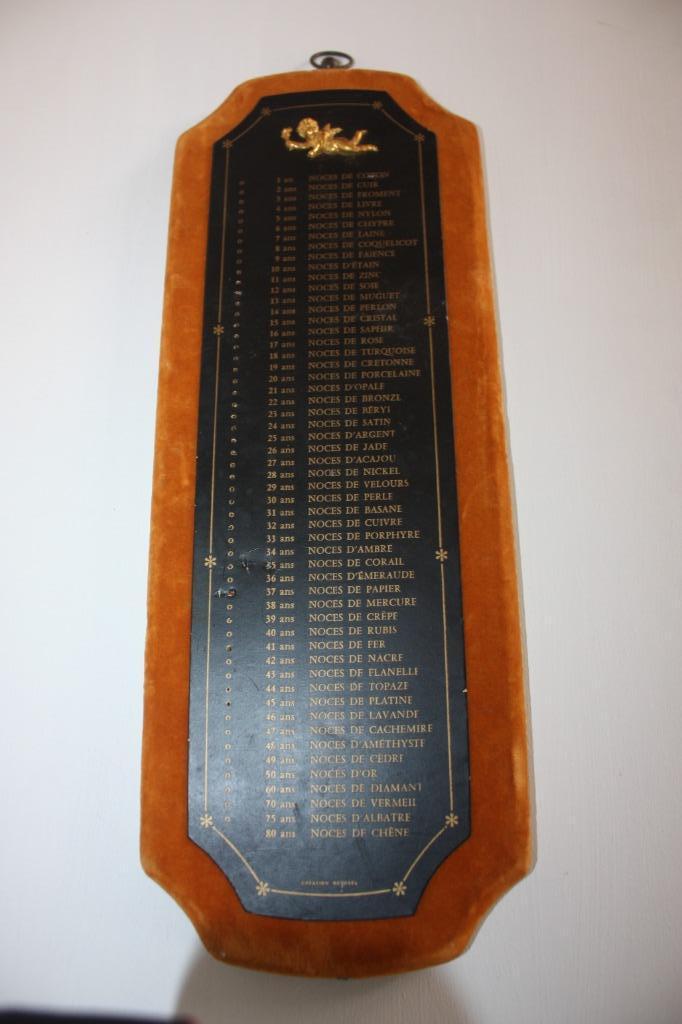 1 an NOCES DE COTON
2 ans NOCES DE CUIR
3 ans NOCES DE FROMENT
4 ans NOCES DE LIVRE
5 ans NOCES DE NYLON
6 ans NOCES DE CHYPRE
7 ans NOCES DE LAINE
8 ans NOCES DE COQUELICOT
9 ans NOCES DE FAIENCE
10 ans NOCES D'ÉTAIN
11 ans NOCES DE ZINC
12 ans NOCES DE SOIE
13 ans NOCES DE MUGUET
14 ans NOCES DE PERLON
15 ans NOCES DE CRISTAL
16 ans NOCES DE SAPHIR
17 ans NOCES DE ROSE
18 ans NOCES DE TURQUOISE
19 ans NOCES DE CRETONNE
20 ans NOCES DE PORCELAINE
21 ans NOCES D'OPALE
22 ans NOCES DE BRONZE
23 ans NOCES DE BÉRYL
24 ans NOCES DE SATIN
25 ans NOCES D'ARGENT
26 ans NOCES DE JADE
27 ans NOCES D'ACAJOU
28 ans NOCES DE NICKEL
29 ans NOCES DE VELOURS
30 ans NOCES DE PERLE
31 ans NOCES DE BASANE
32 ans NOCES DE CUIVRE
33 ans NOCES DE PORPHYRE
34 ans NOCES D'AMBRE
35 ans NOCES DE CORAIL
36 ans NOCES D'ÉMERAUDE
37 ans NOCES DE PAPIER
38 ans NOCES DE MERCURE
39 ans NOCES DE CRÊPE
40 ans NOCES DE RUBIS
41 ans NOCES DE FER
42 ans NOCES DE NACRE
43 ans NOCES DE FLANELLE
44 ans NOCES DE TOPAZE
45 ans NOCES DE PLATINE
46 ans NOCES DE LAVANDE
47 ans NOCES DE CACHEMIRE
48 ans NOCES D'AMÉTHYSTE
49 ans NOCES DE CÈDRE
50 ans NOCES D'OR
60 ans NOCES DE DIAMANT
70 ans NOCES DE VERMEIL
75 ans NOCES D'ALBATRE
80 ans NOCES DE CHÊNE
CRÉATION